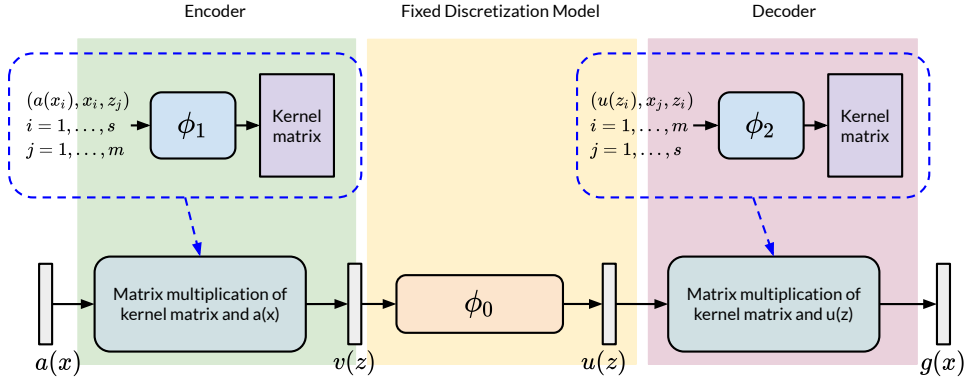 Encoder
Fixed Discretization Model
Decoder
(a(x_i), x_i, z_j)
i = 1, . . . , s
j = 1, . . . , m
ϕ_1
Kernel
matrix
(u(z_i), x_j, z_i)
i = 1, . . . , m
j = 1, . . . , s
ϕ_2
Kernel
matrix
Matrix multiplication of
kernel matrix and a(x)
ϕ_0
Matrix multiplication of
kernel matrix and u(z)
a(x)
v(z)
u(z)
g(x)